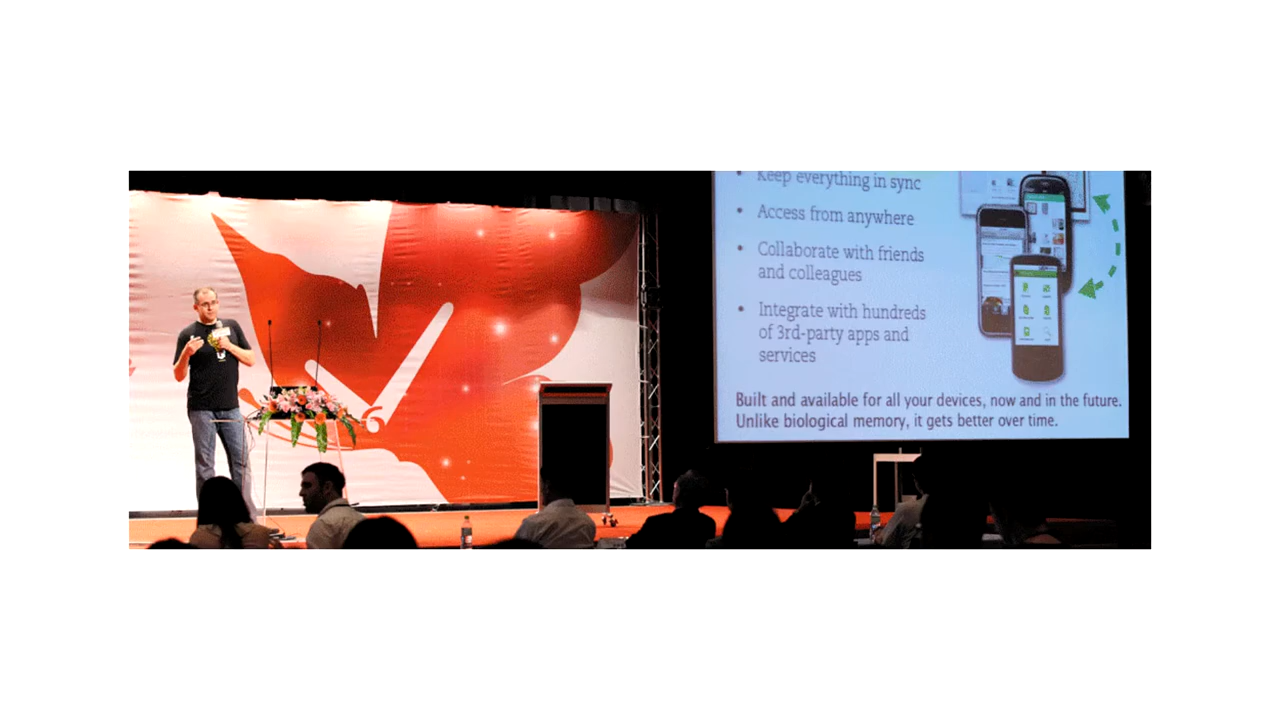 Keep everything in sync
Access from anywhere
Collaborate with friends
and colleagues
Integrate with hundreds
of 3rd-party apps and
services
Built and available for all your devices, now and in the future.
Unlike biological memory, it gets better over time.